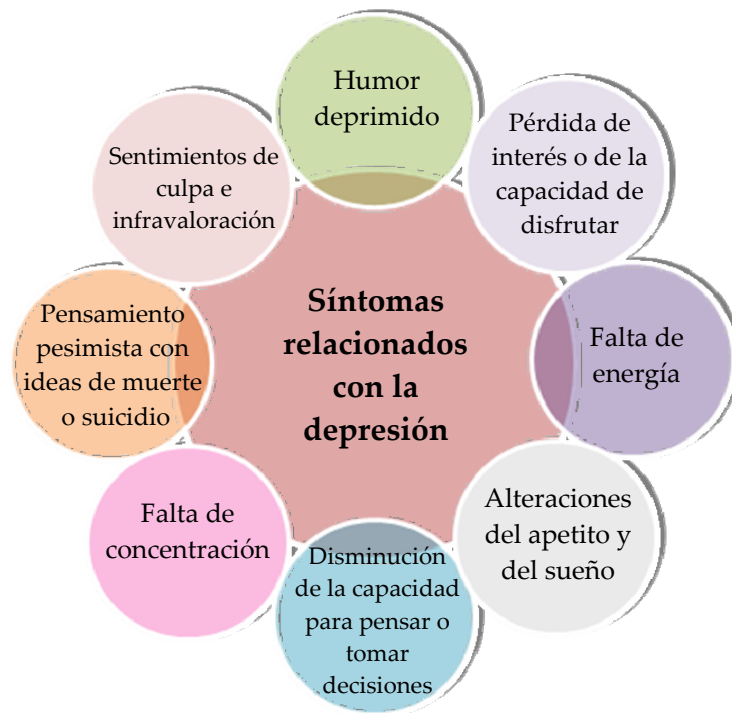 Humor
deprimido
Pérdida de
interés o de la
capacidad de
disfrutar
Falta de
energía
Alteraciones
del apetito y
del sueño
Disminución
de la capacidad
para pensar o
tomar
decisiones
Falta de
concentración
Pensamiento
pesimista con
ideas de muerte
o suicidio
Sentimientos de
culpa e
infravaloración
Síntomas
relacionados
con la
depresión